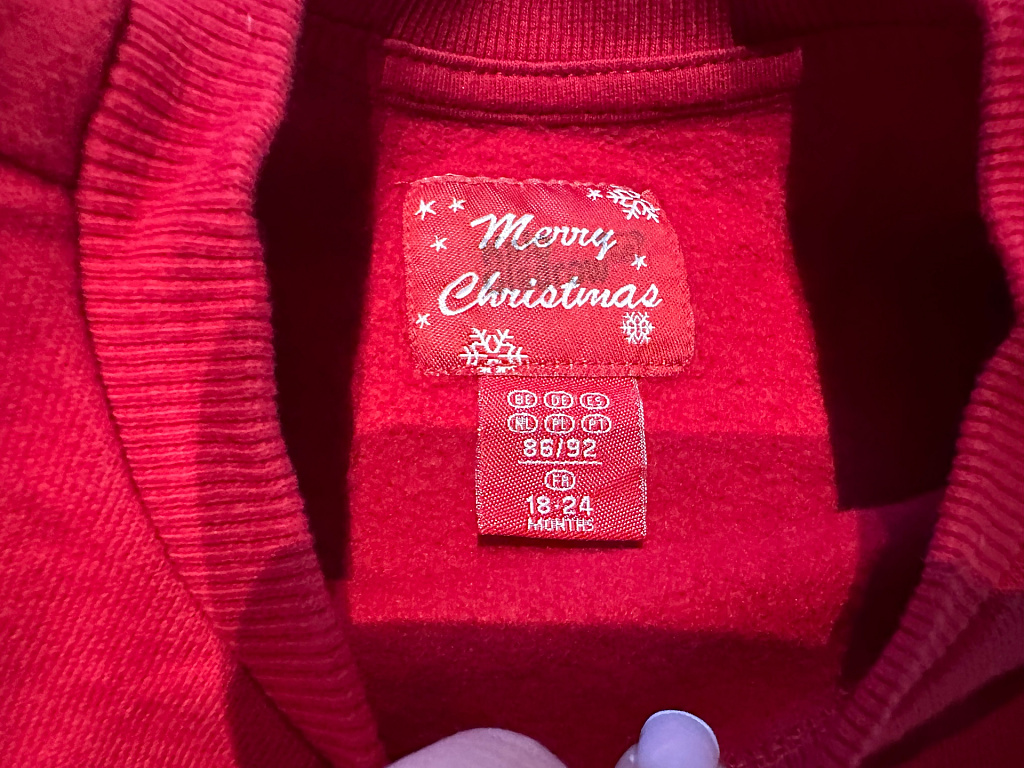 Merry
Christmas
BE DE ES
NL PL PT
86/92
FR
18-24
MONTHS